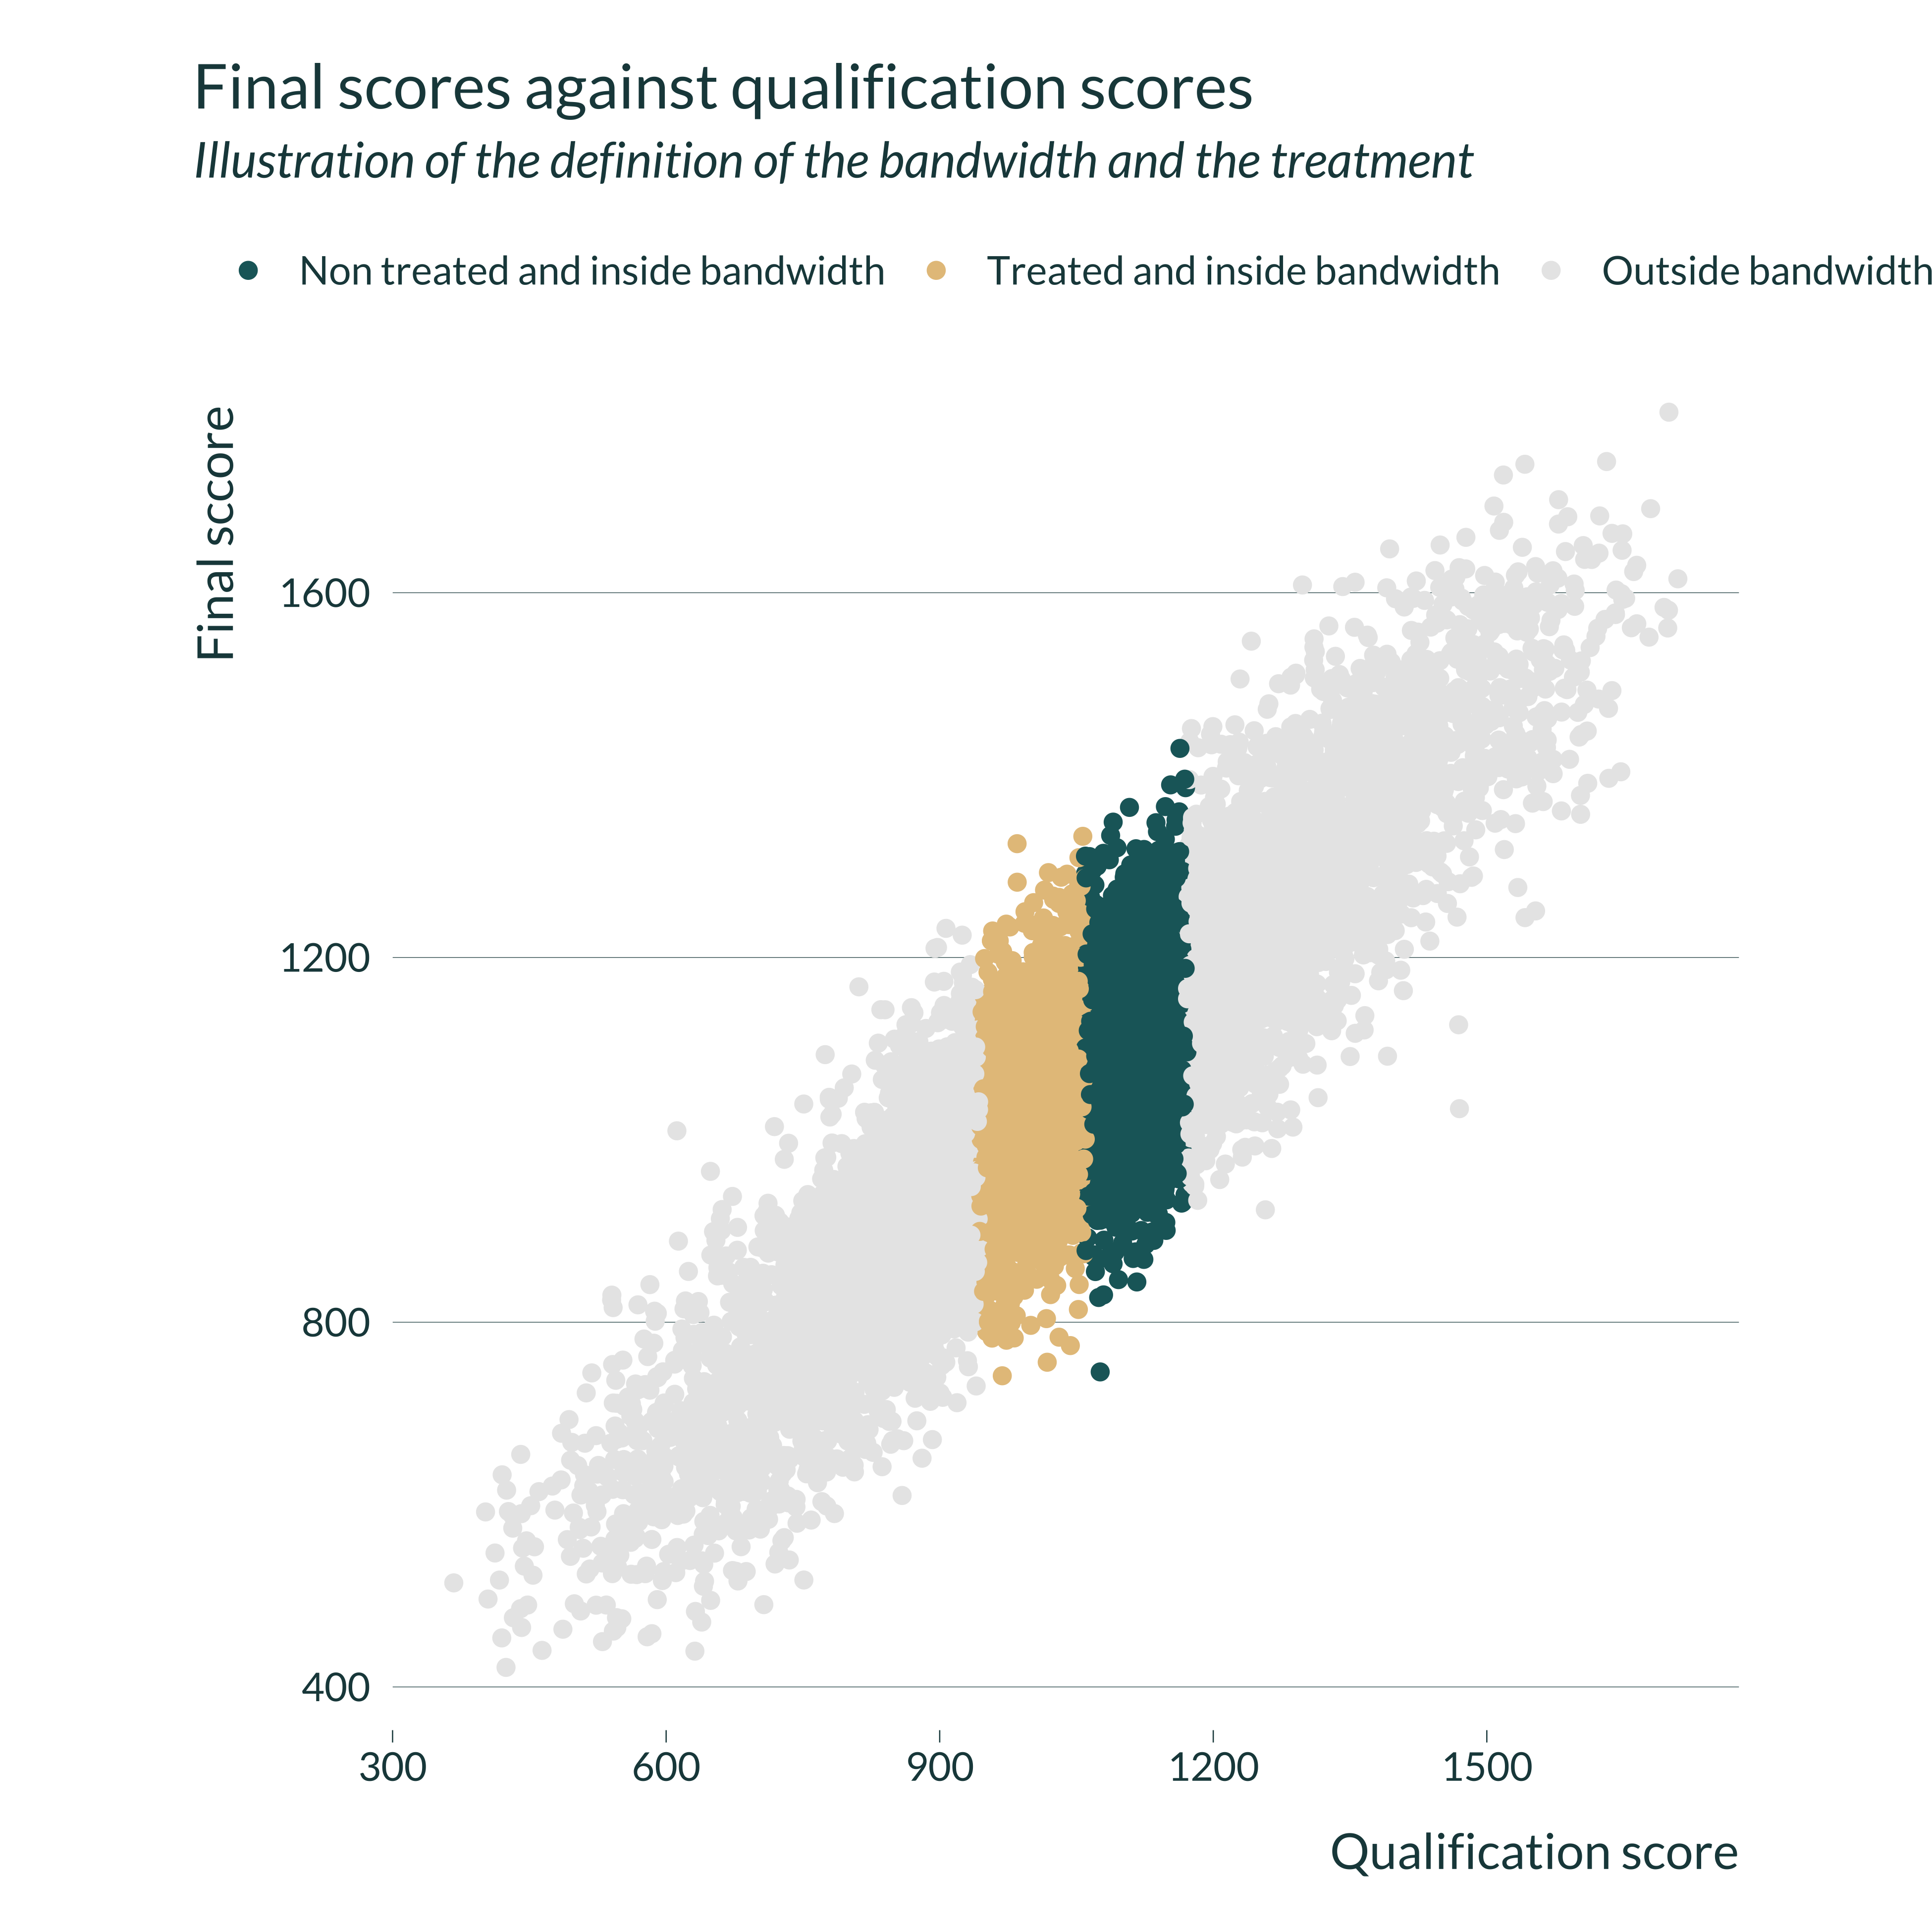 Final scores against qualification scores
Illustration of the definition of the bandwidth and the treatment
Non treated and inside bandwidth Treated and inside bandwidth Outside bandwidth
Final sccore
1600
1200
800
400
300 600 900 1200 1500
Qualification score